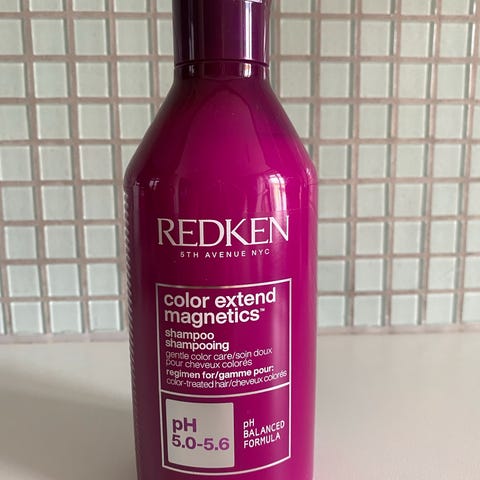 REDKEN
5TH AVENUE NYC
color extend
magnetics™
shampoo
shampooing
gentle color care/soin doux
pour cheveux colorés
regimen for/gamme pour:
color-treated hair/cheveux colorés
pH
5.0-5.6
pH
BALANCED
FORMULA